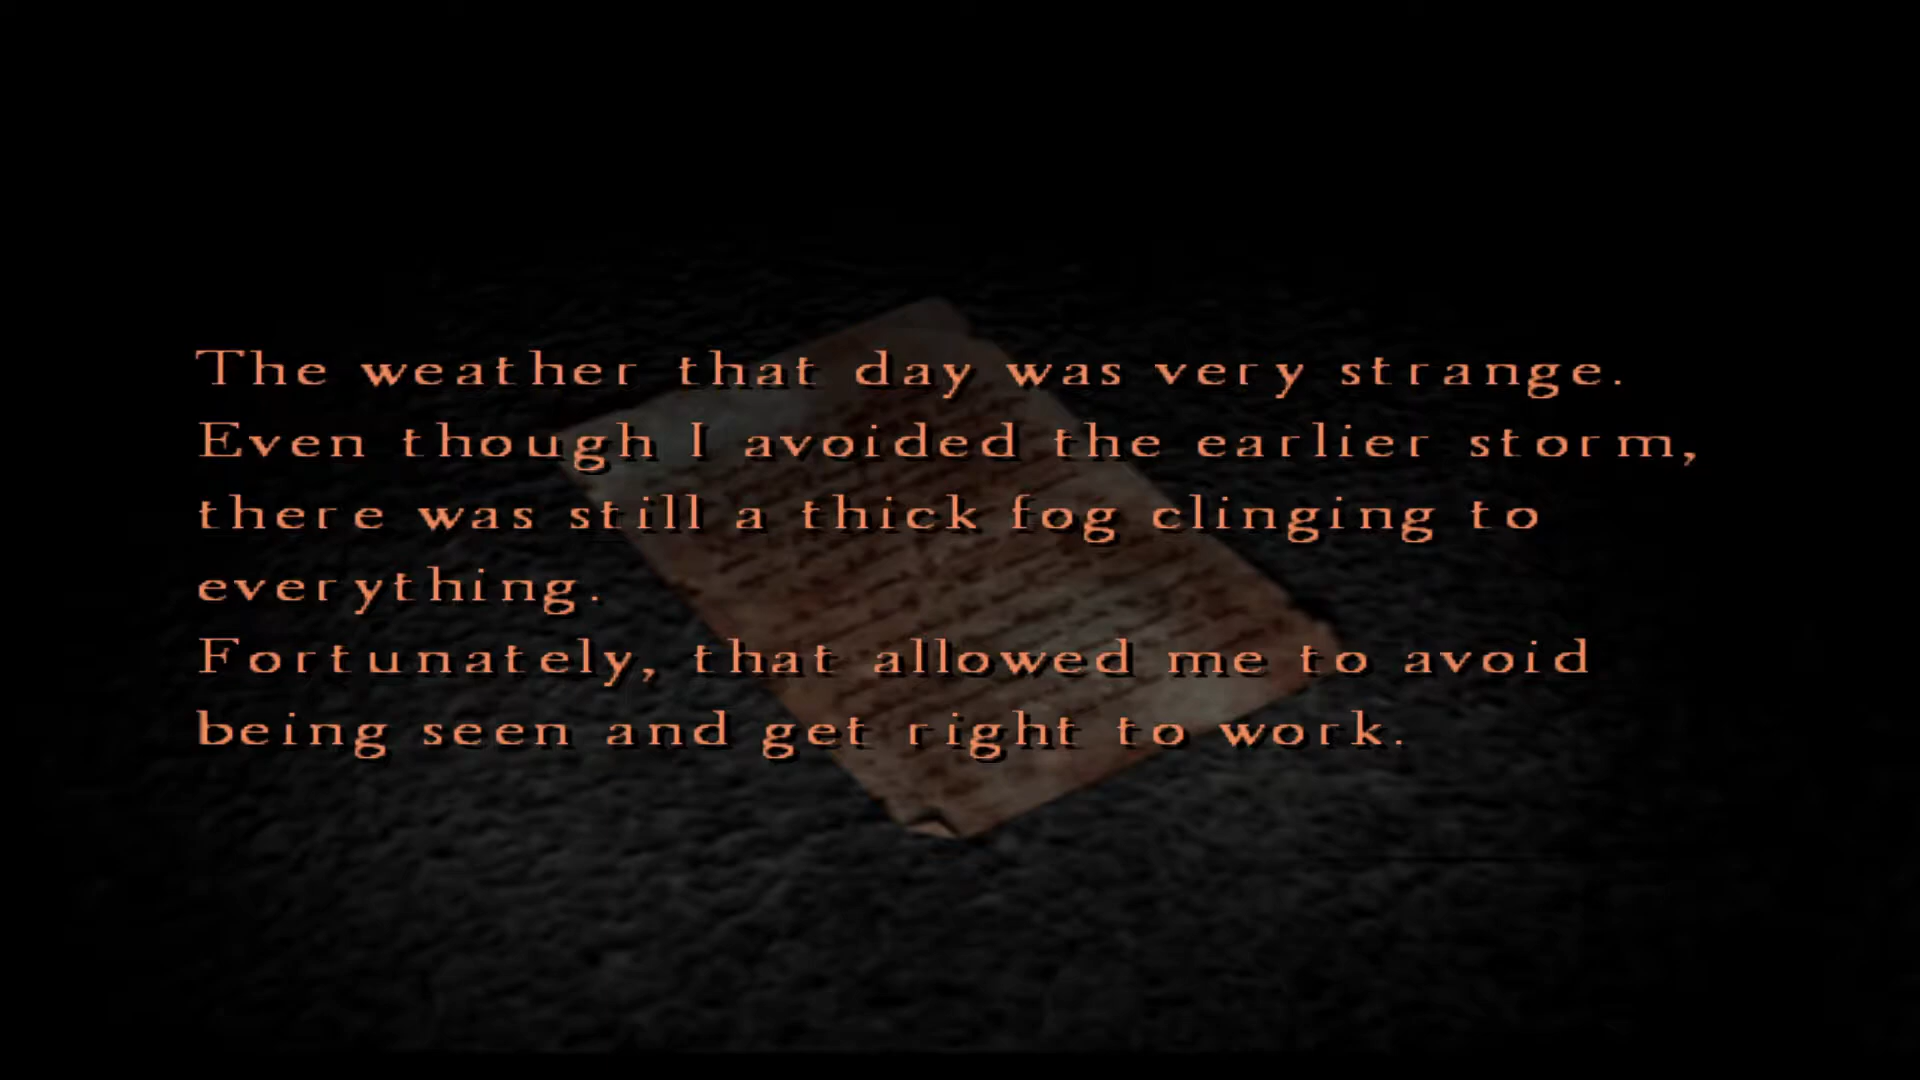 The weather that day was very strange.
Even though I avoided the earlier storm,
there was still a thick fog clinging to
everything.
Fortunately, that allowed me to avoid
being seen and get right to work.